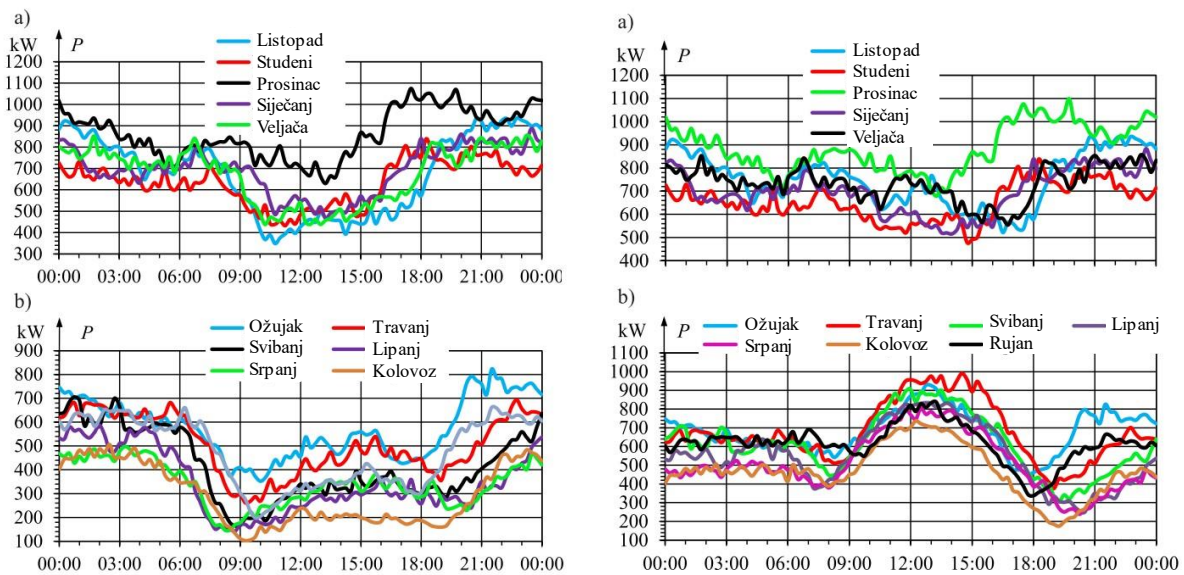 a)
kW P
Listopad
Studeni
Prosinac
Siječanj
Veljača
1200
1100
1000
900
800
700
600
500
400
300
00:00 03:00 06:00 09:00 12:00 15:00 18:00 21:00 00:00
b)
kW P
Ožujak Travanj
Svibanj Lipanj
Srpanj Kolovoz
900
800
700
600
500
400
300
200
100
00:00 03:00 06:00 09:00 12:00 15:00 18:00 21:00 00:00
a)
kW P
Listopad
Studeni
Prosinac
Siječanj
Veljača
1200
1100
1000
900
800
700
600
500
400
00:00 03:00 06:00 09:00 12:00 15:00 18:00 21:00 00:00
b)
kW P
Ožujak Travanj Svibanj Lipanj
Srpanj Kolovoz Rujan
1100
1000
900
800
700
600
500
400
300
200
100
00:00 03:00 06:00 09:00 12:00 15:00 18:00 21:00 00:00